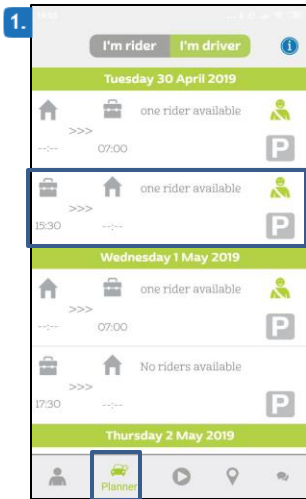 1.
I'm rider I'm driver i
Tuesday 30 April 2019
one rider available
>>>
--:-- 07:00 P
one rider available
>>>
15:30 --:-- P
Wednesday 1 May 2019
one rider available
>>>
--:-- 07:00 P
No riders available
>>>
17:30 --:-- P
Thursday 2 May 2019
Planner